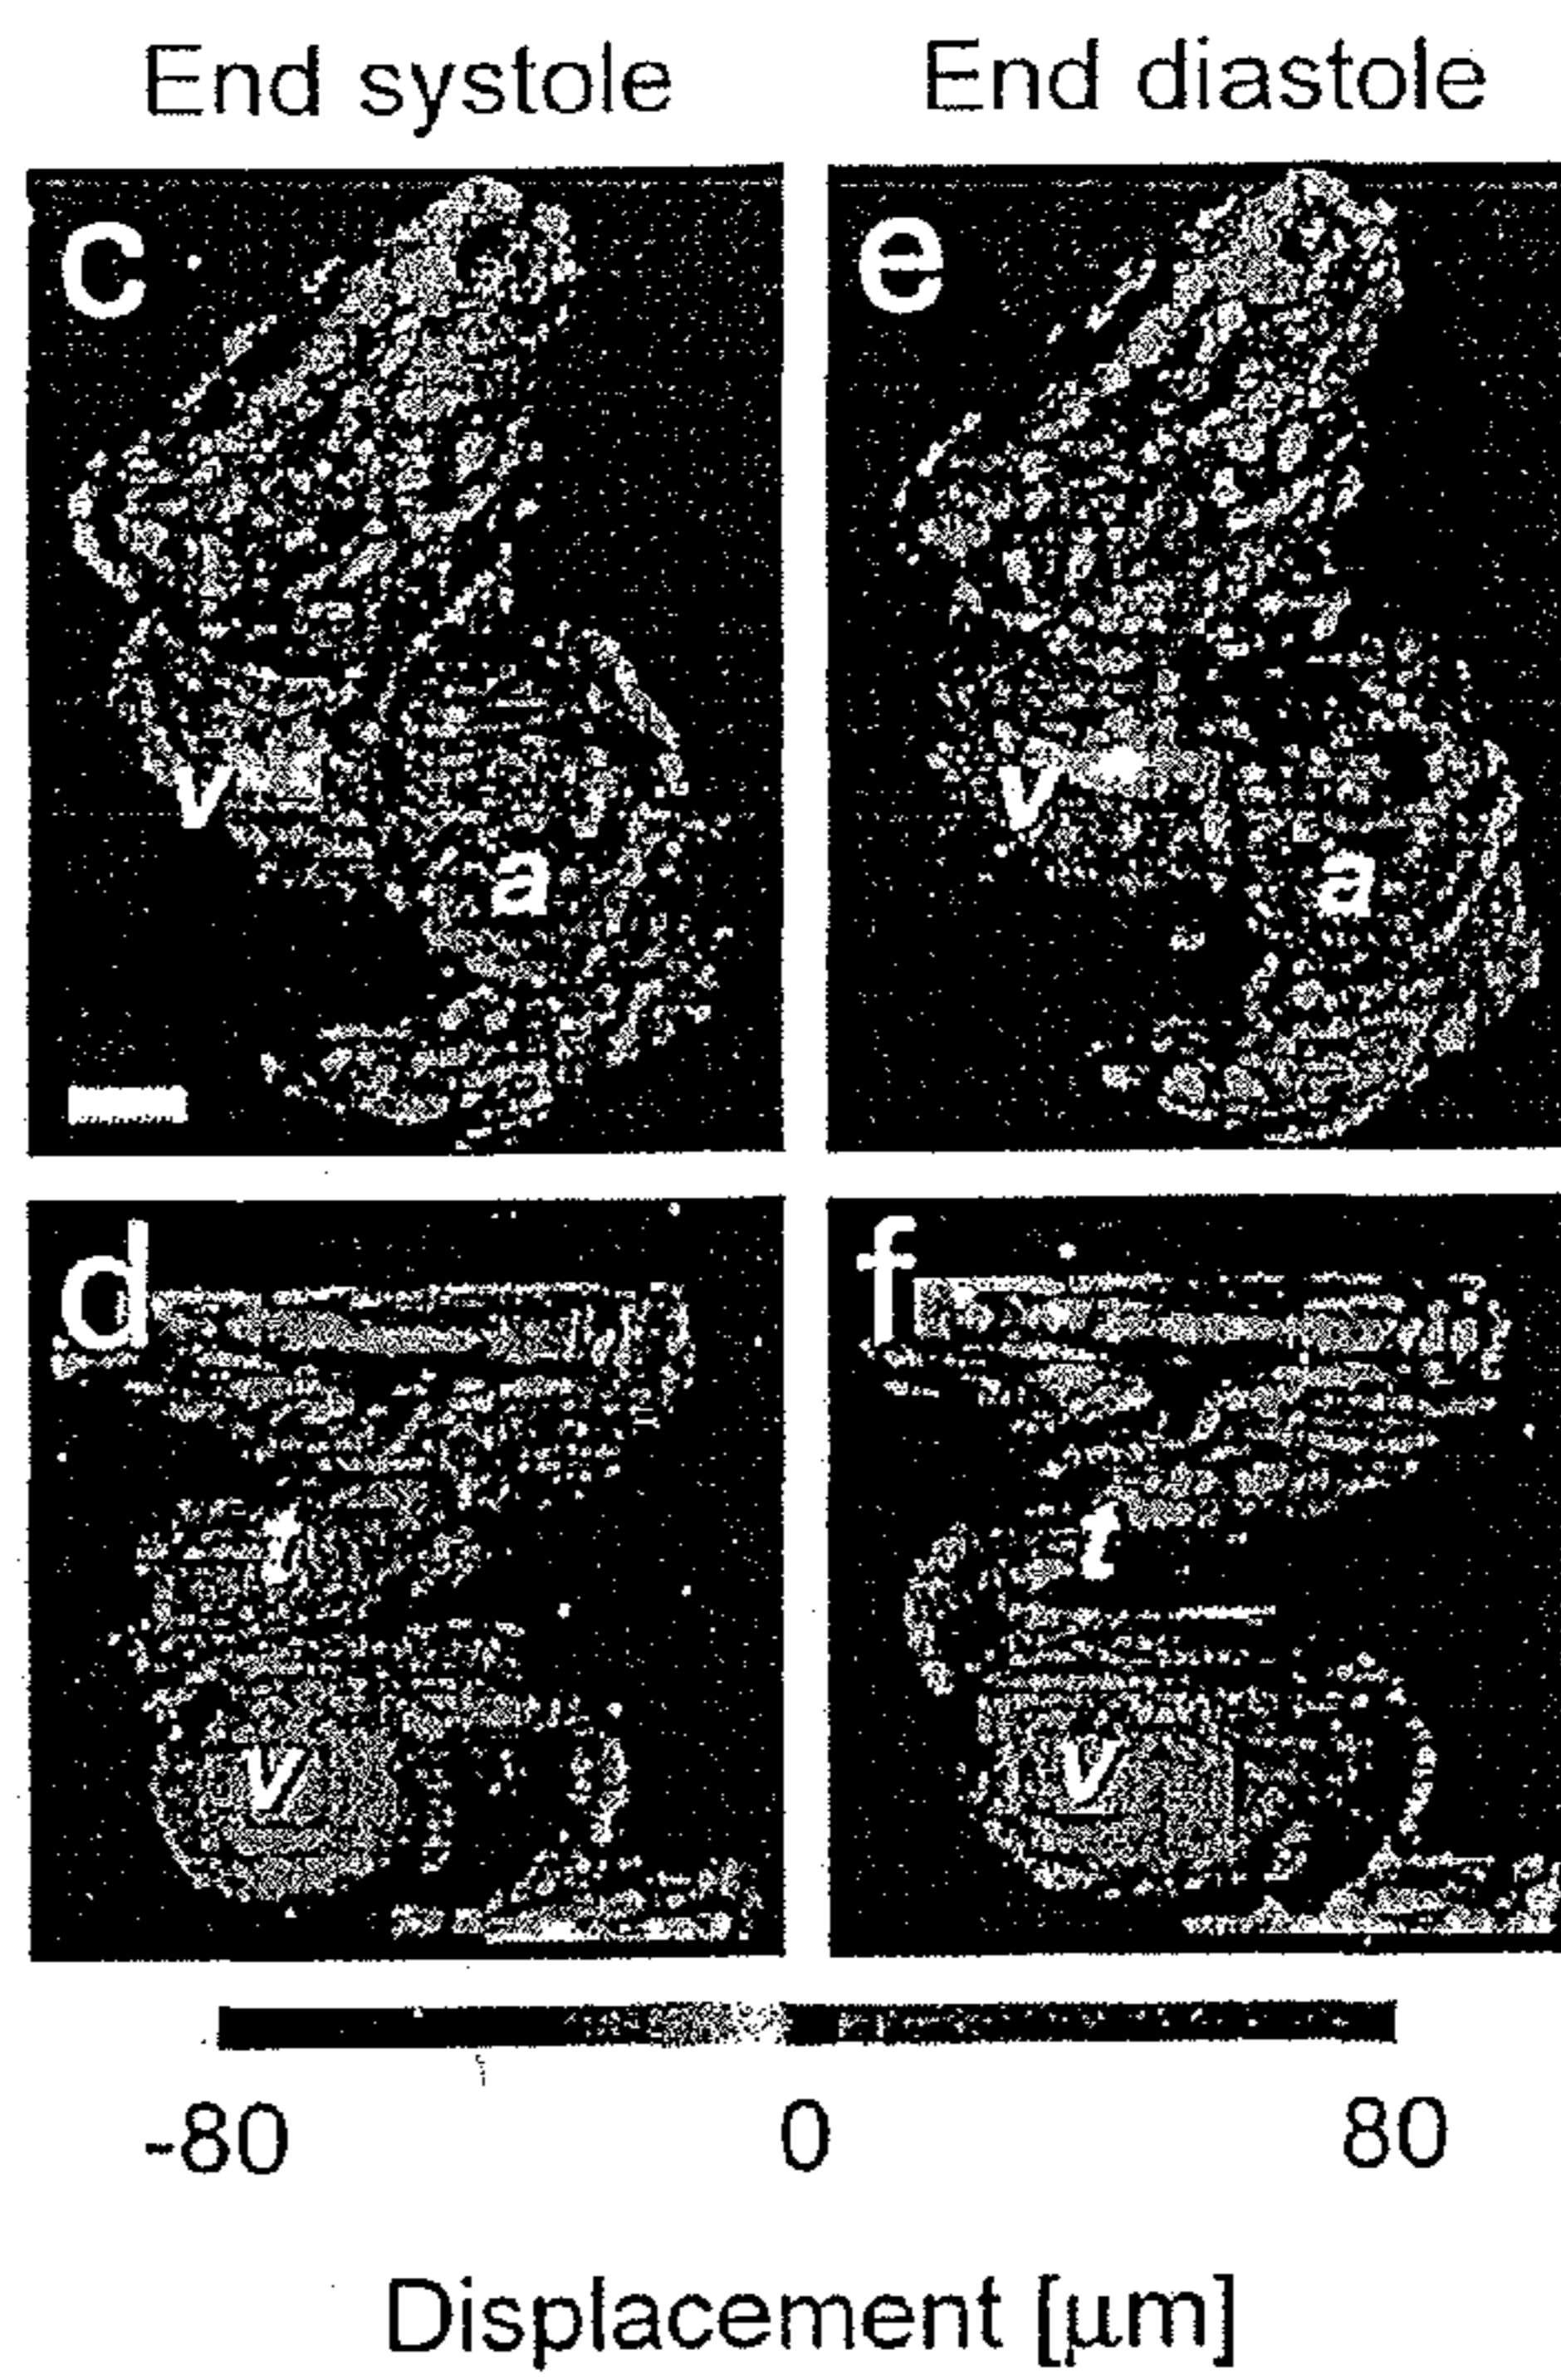 End systole End diastole
c e
v v
a a
d f
t t
v v
-80 0 80
Displacement [µm]